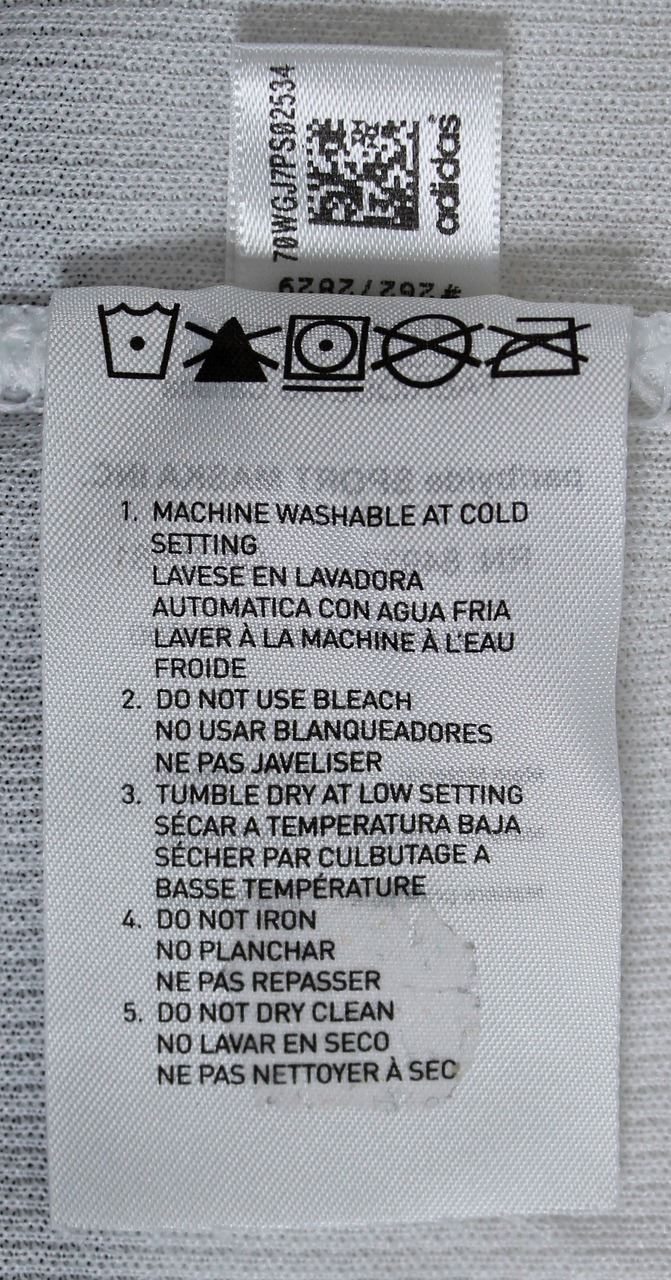 70WGJ7PS02534
adidas
1. MACHINE WASHABLE AT COLD
SETTING
LAVESE EN LAVADORA
AUTOMATICA CON AGUA FRIA
LAVER À LA MACHINE À L'EAU
FROIDE
2. DO NOT USE BLEACH
NO USAR BLANQUEADORES
NE PAS JAVELISER
3. TUMBLE DRY AT LOW SETTING
SÉCAR A TEMPERATURA BAJA
SÉCHER PAR CULBUTAGE A
BASSE TEMPÉRATURE
4. DO NOT IRON
NO PLANCHAR
NE PAS REPASSER
5. DO NOT DRY CLEAN
NO LAVAR EN SECO
NE PAS NETTOYER À SEC